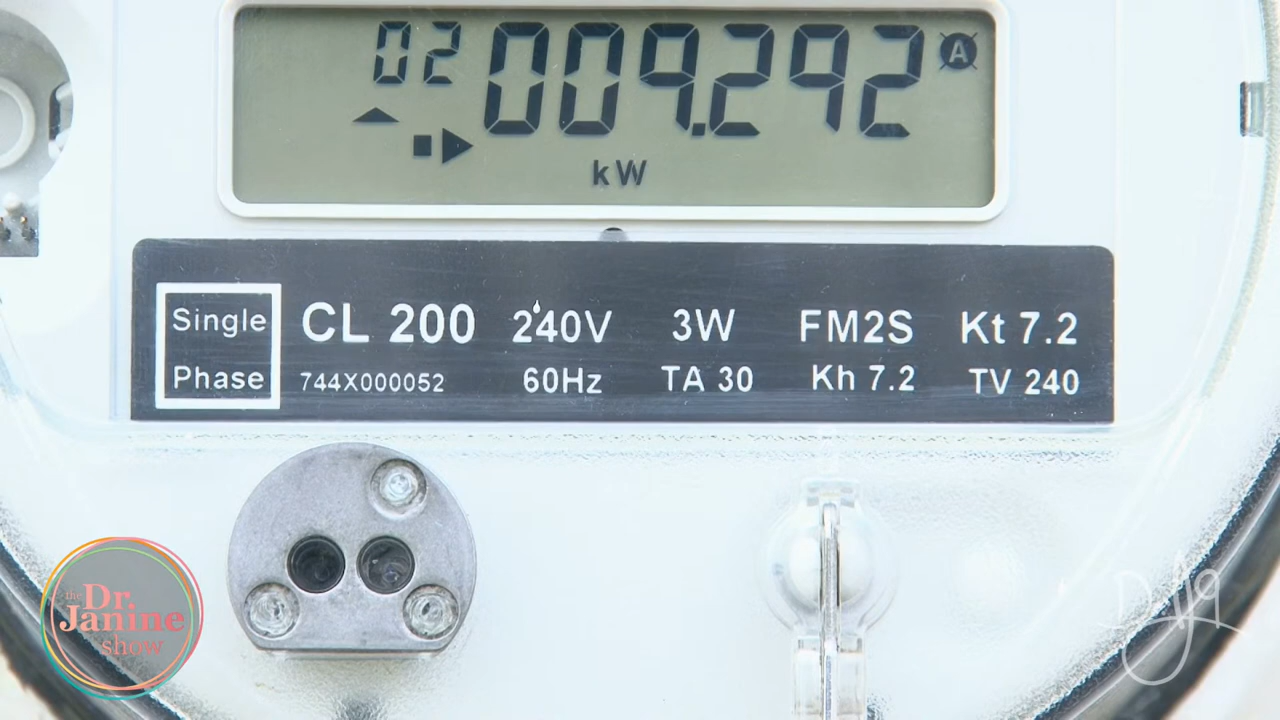 02 009.292 A
kW
Single Phase
CL 200 240V 3W FM2S Kt 7.2
744X000052 60Hz TA 30 Kh 7.2 TV 240
the
Dr.
Janine
show